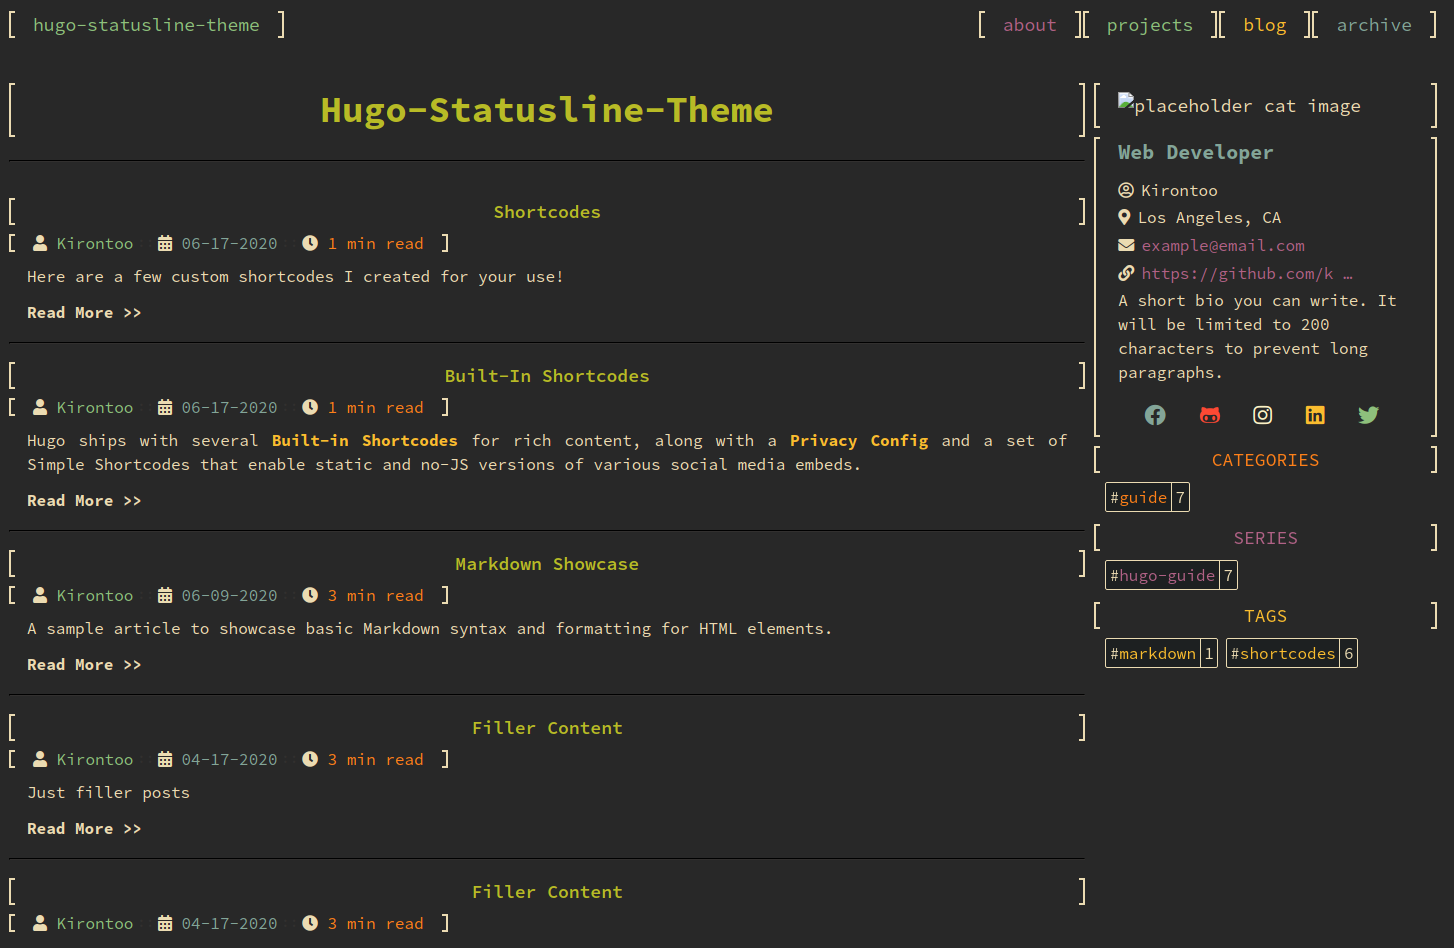 hugo-statusline-theme
about projects blog archive
Hugo-Statusline-Theme
Shortcodes
Kirontoo 06-17-2020 1 min read
Here are a few custom shortcodes I created for your use!
Read More >>
Built-In Shortcodes
Kirontoo 06-17-2020 1 min read
Hugo ships with several Built-in Shortcodes for rich content, along with a Privacy Config and a set of
Simple Shortcodes that enable static and no-JS versions of various social media embeds.
Read More >>
Markdown Showcase
Kirontoo 06-09-2020 3 min read
A sample article to showcase basic Markdown syntax and formatting for HTML elements.
Read More >>
Filler Content
Kirontoo 04-17-2020 3 min read
Just filler posts
Read More >>
Filler Content
Kirontoo 04-17-2020 3 min read
placeholder cat image
Web Developer
Kirontoo
Los Angeles, CA
example@email.com
https://github.com/k …
A short bio you can write. It
will be limited to 200
characters to prevent long
paragraphs.
CATEGORIES
#guide 7
SERIES
#hugo-guide 7
TAGS
#markdown 1 #shortcodes 6